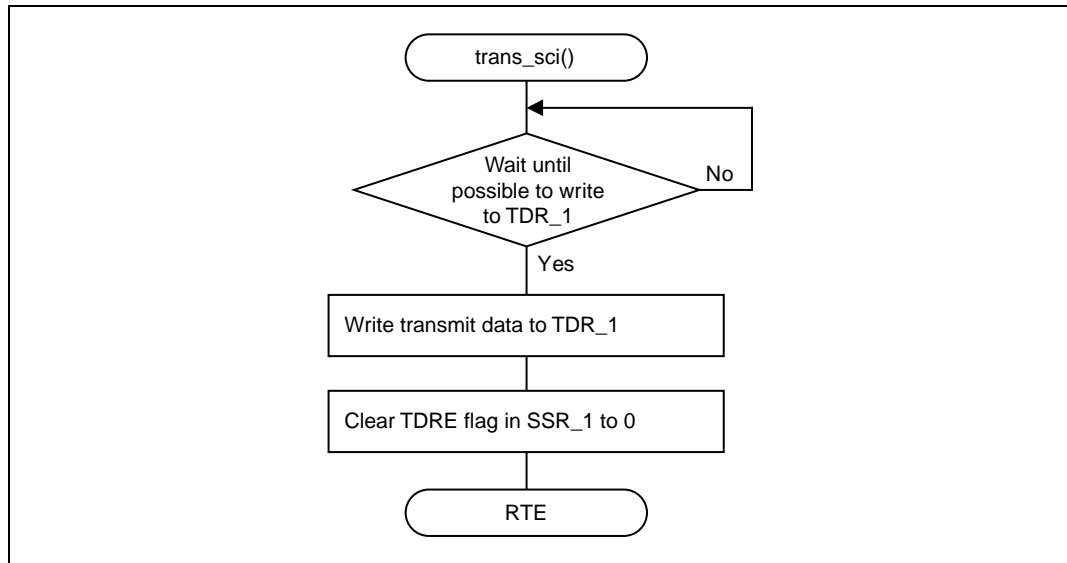 trans_sci()
Wait until
possible to write
to TDR_1
No
Yes
Write transmit data to TDR_1
Clear TDRE flag in SSR_1 to 0
RTE